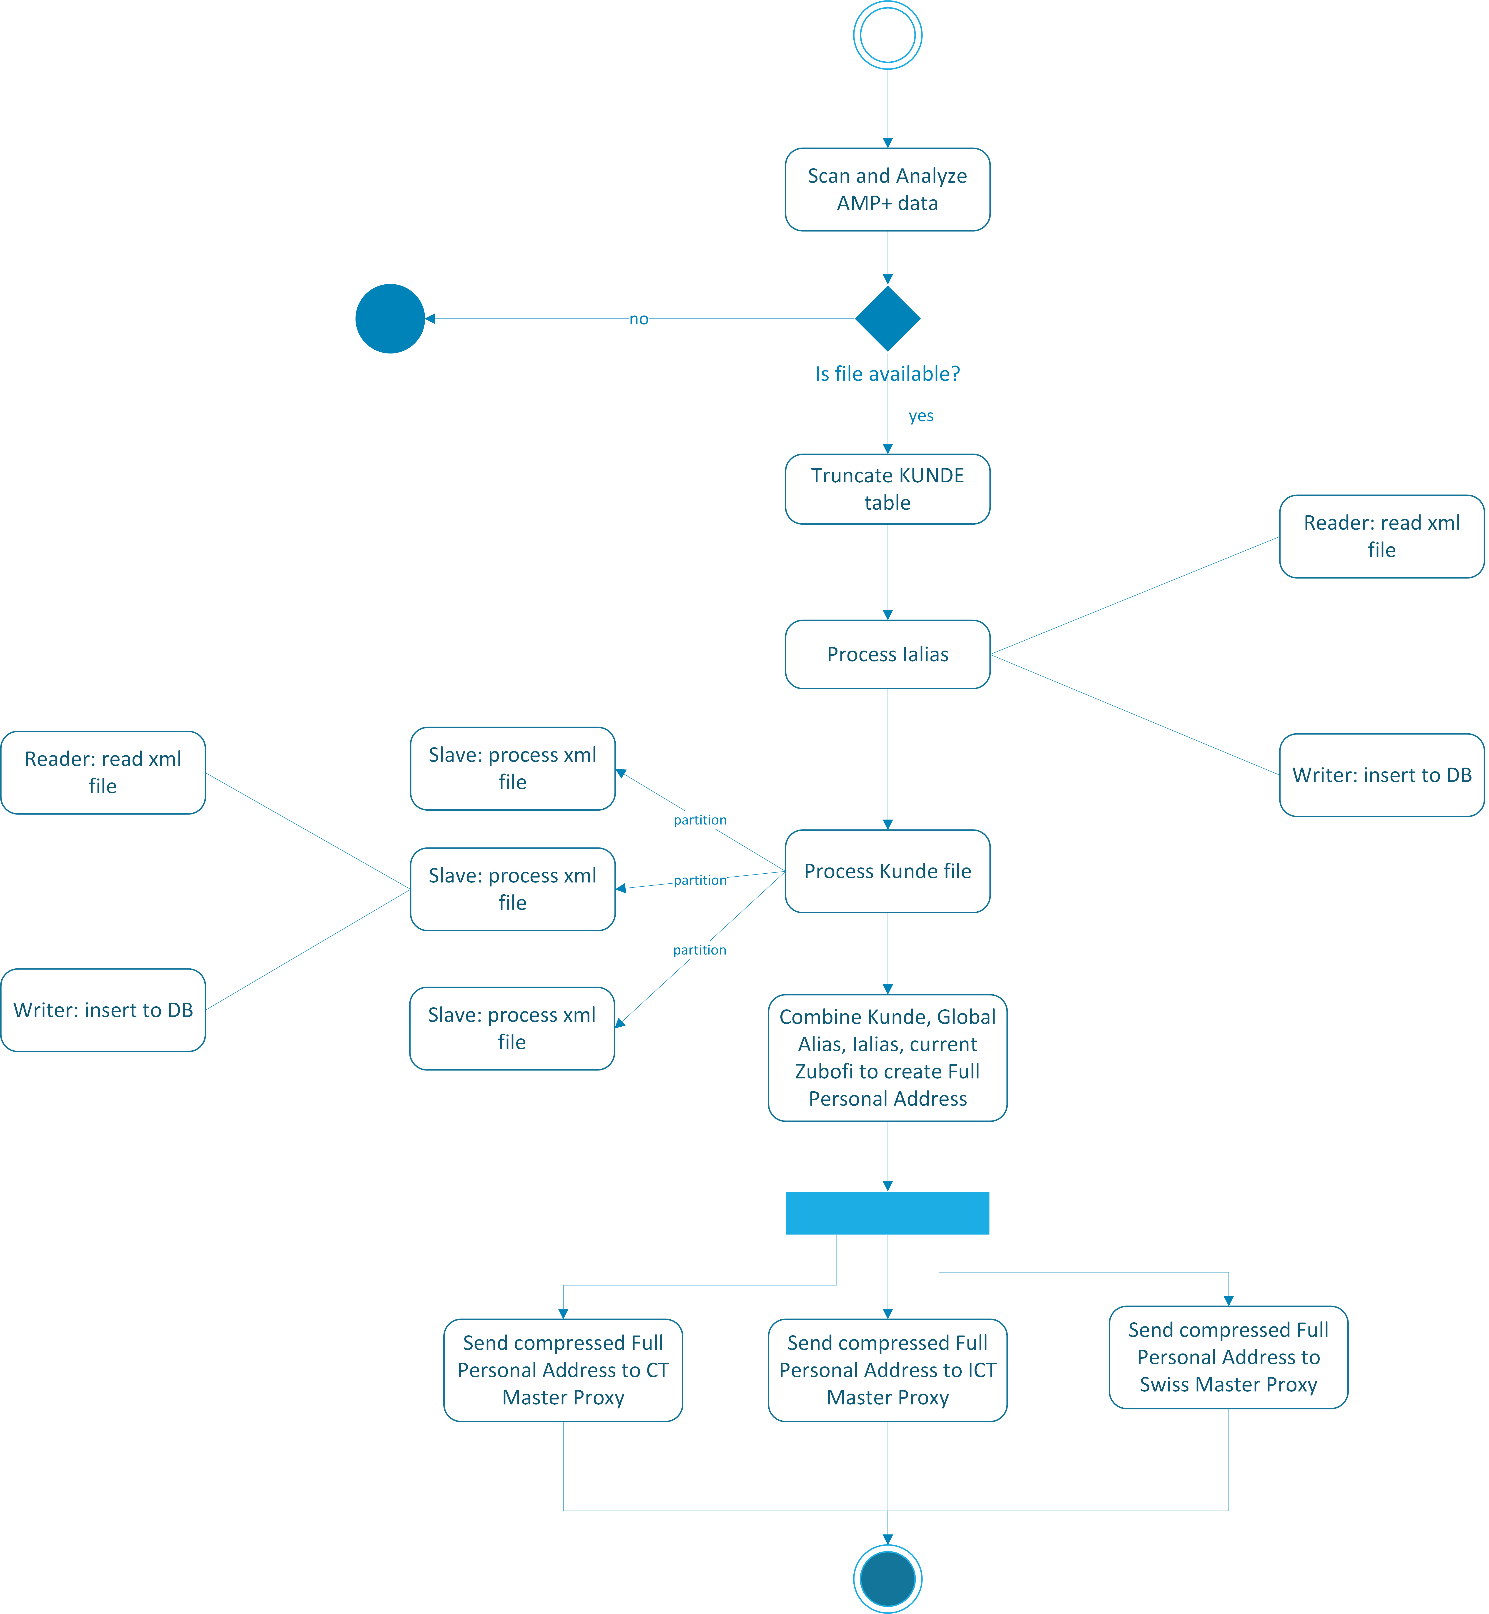 Scan and Analyze
AMP+ data
no
Is file available?
yes
Truncate KUNDE
table
Reader: read xml
file
Process Ialias
Writer: insert to DB
Reader: read xml
file
Slave: process xml
file
partition
Process Kunde file
Slave: process xml
file
partition
partition
Writer: insert to DB
Slave: process xml
file
Combine Kunde, Global
Alias, Ialias, current
Zubofi to create Full
Personal Address
Send compressed Full
Personal Address to CT
Master Proxy
Send compressed Full
Personal Address to ICT
Master Proxy
Send compressed Full
Personal Address to
Swiss Master Proxy